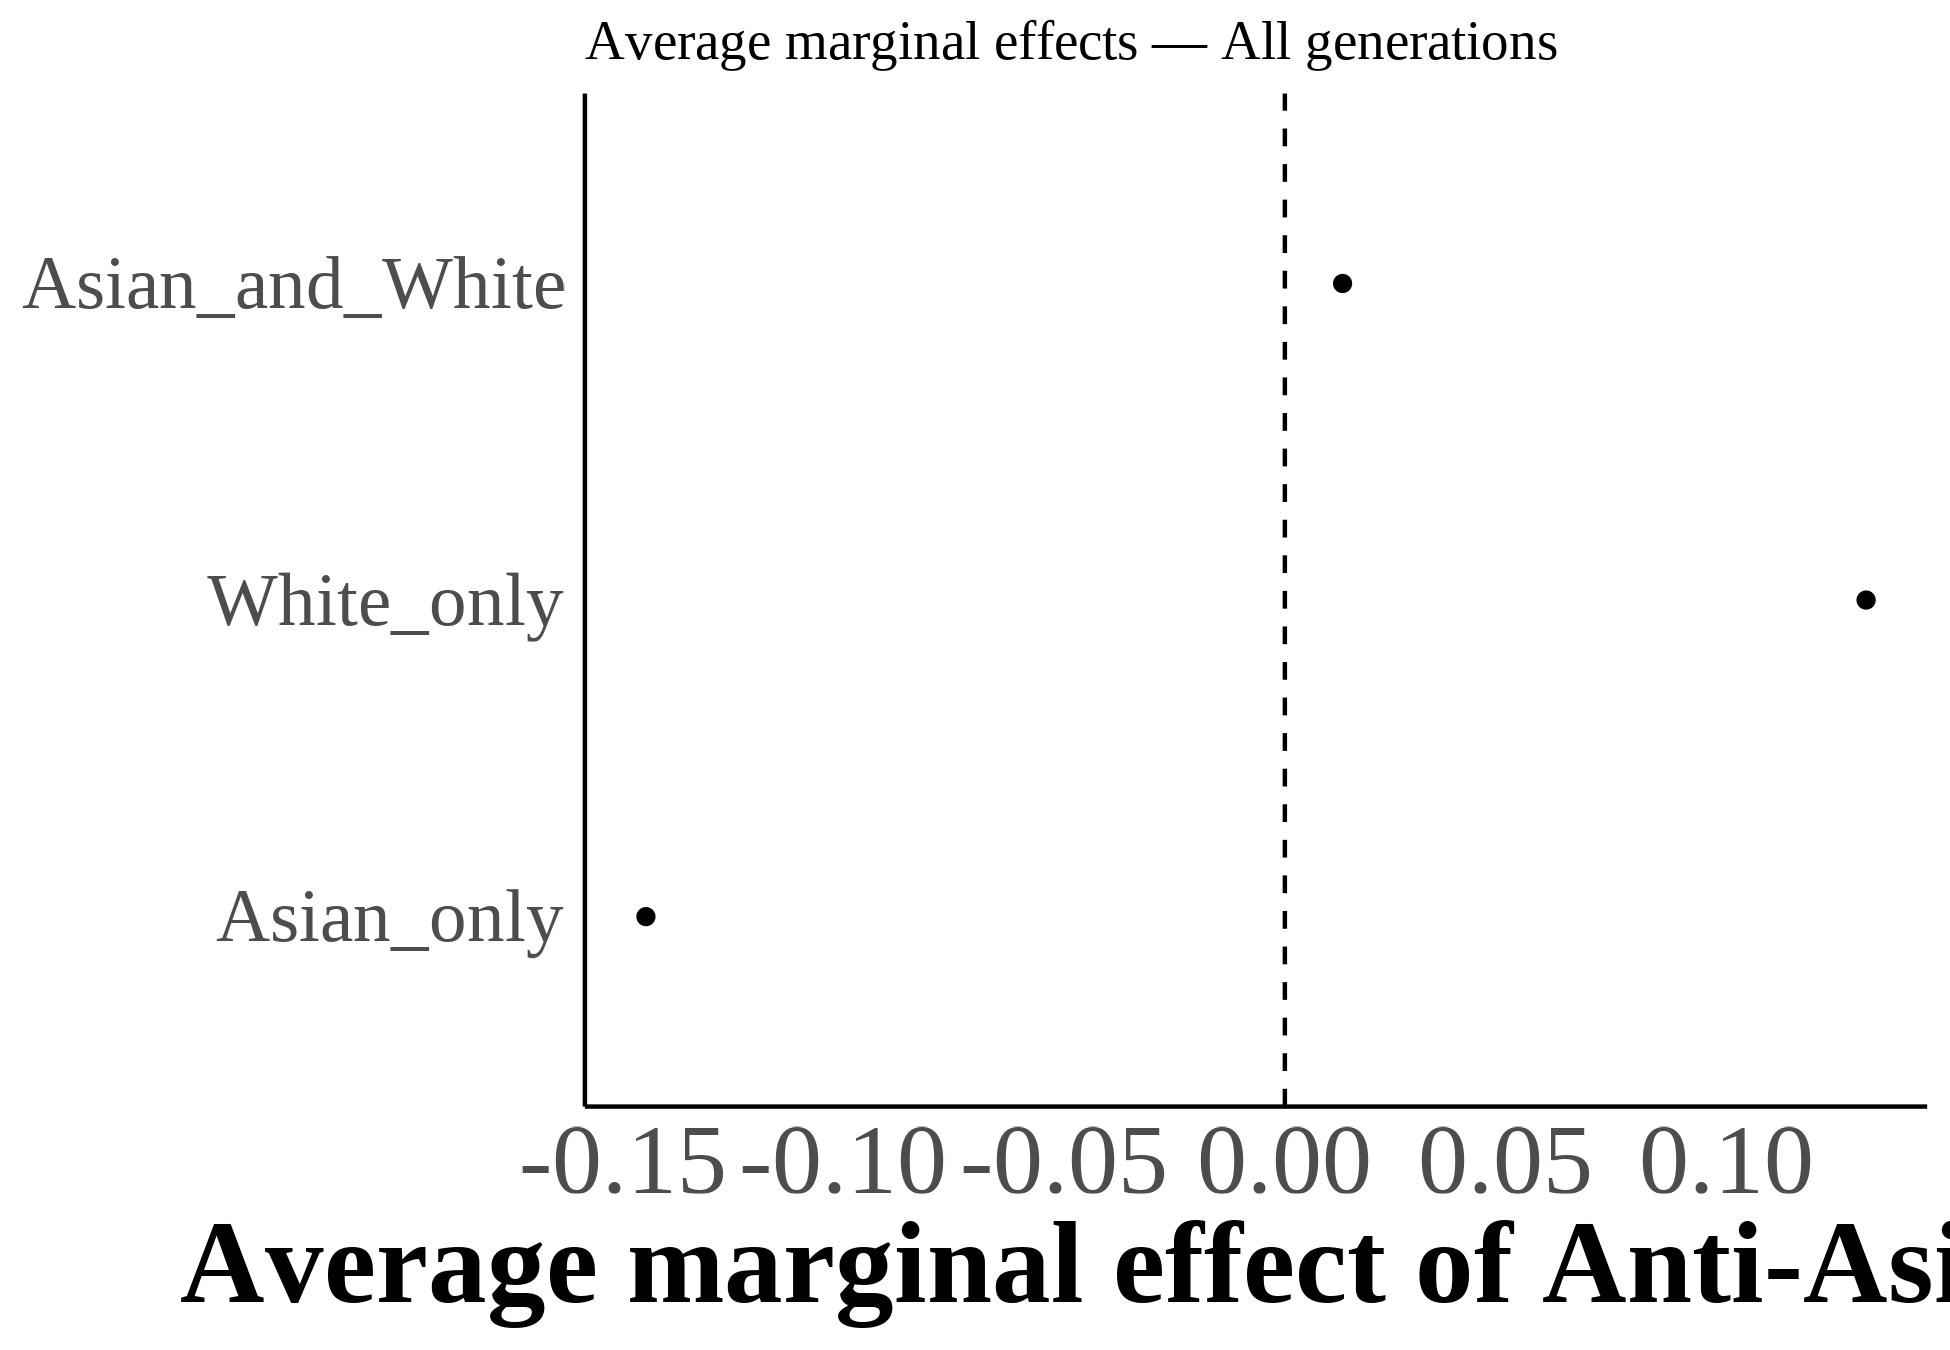 Average marginal effects — All generations
Asian_and_White
White_only
Asian_only
-0.15 -0.10 -0.05 0.00 0.05 0.10
Average marginal effect of Anti-Asi